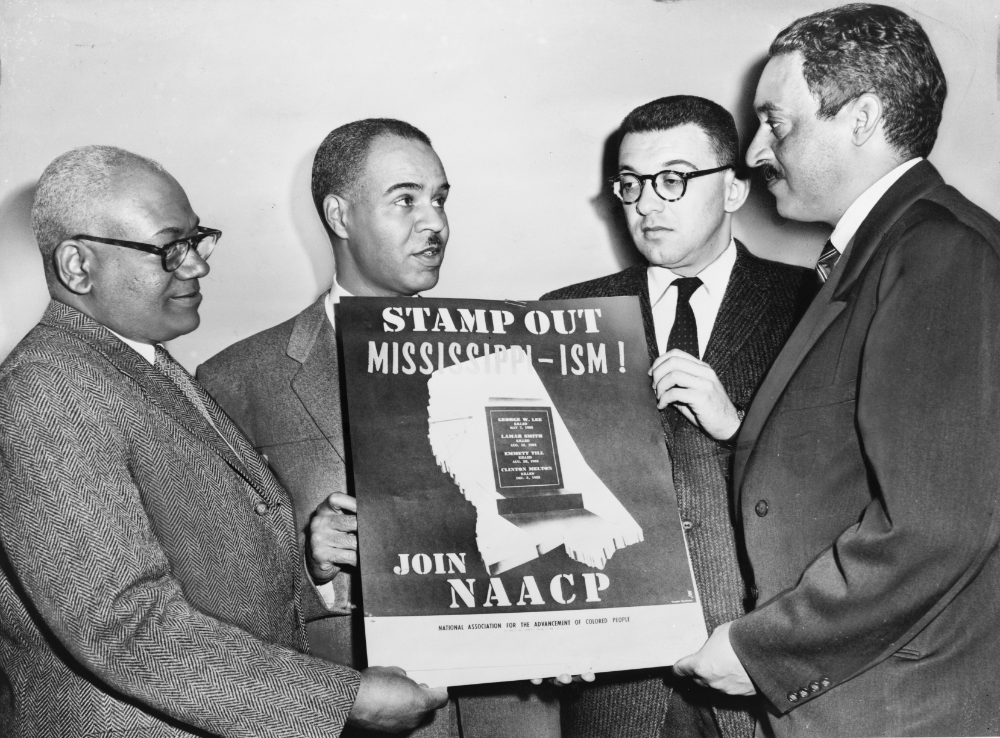 STAMP OUT
MISSISSIPPI-ISM!
GEORGE W. LEE
KILLED
MAY 7, 1955
LAMAR SMITH
KILLED
AUG. 13, 1955
EMMETT TILL
KILLED
AUG. 28, 1955
CLINTON MELTON
KILLED
DEC. 3, 1955
JOIN
NAACP
NATIONAL ASSOCIATION FOR THE ADVANCEMENT OF COLORED PEOPLE